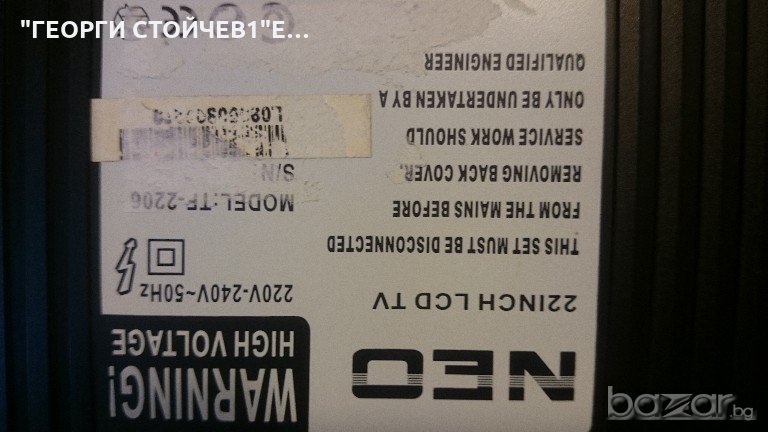 "ГЕОРГИ СТОЙЧЕВ1"Е...
NEO
22INCH LCD TV
THIS SET MUST BE DISCONNECTED
FROM THE MAINS BEFORE
REMOVING BACK COVER.
SERVICE WORK SHOULD
ONLY BE UNDERTAKEN BY A
QUALIFIED ENGINEER
WARNING!
HIGH VOLTAGE
220V-240V~50Hz
MODEL:TF-2206
S/N:
bazar.bg